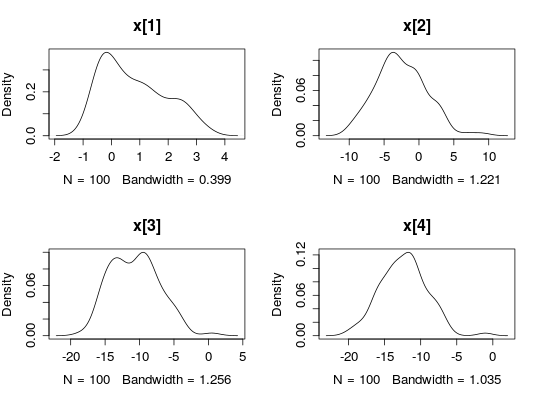 x[1]
Density
0.0 0.2
-2 -1 0 1 2 3 4
N = 100 Bandwidth = 0.399
x[2]
Density
0.00 0.06
-10 -5 0 5 10
N = 100 Bandwidth = 1.221
x[3]
Density
0.00 0.06
-20 -15 -10 -5 0 5
N = 100 Bandwidth = 1.256
x[4]
Density
0.00 0.06 0.12
-20 -15 -10 -5 0
N = 100 Bandwidth = 1.035